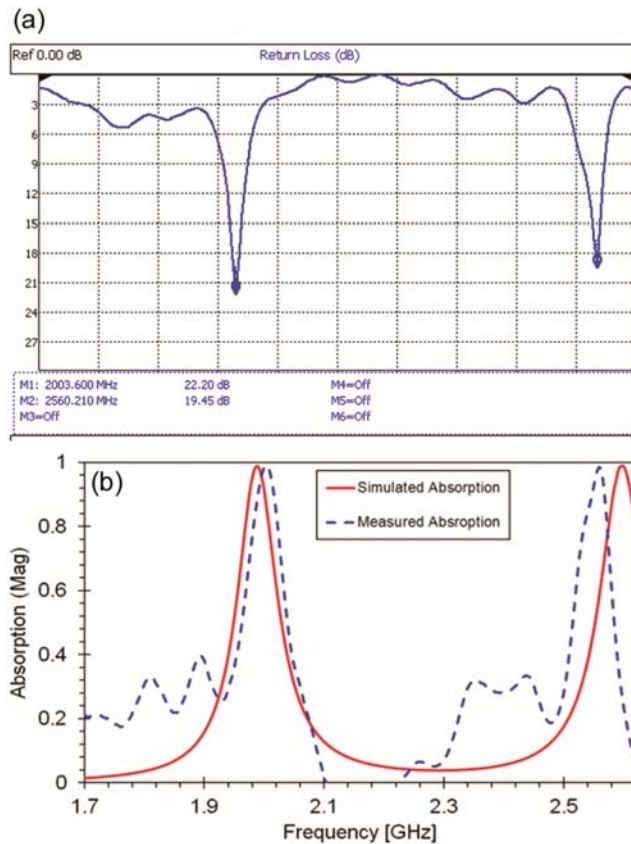 (a)
Ref 0.00 dB Return Loss (dB)
3
6
9
12
15
18
21
24
27
M1: 2003.600 MHz 22.20 dB M4=Off
M2: 2560.210 MHz 19.45 dB M5=Off
M3=Off M6=Off
(b)
Simulated Absorption
Measured Absroption
Absorption (Mag)
1
0.8
0.6
0.4
0.2
0
1.7 1.9 2.1 2.3 2.5
Frequency [GHz]